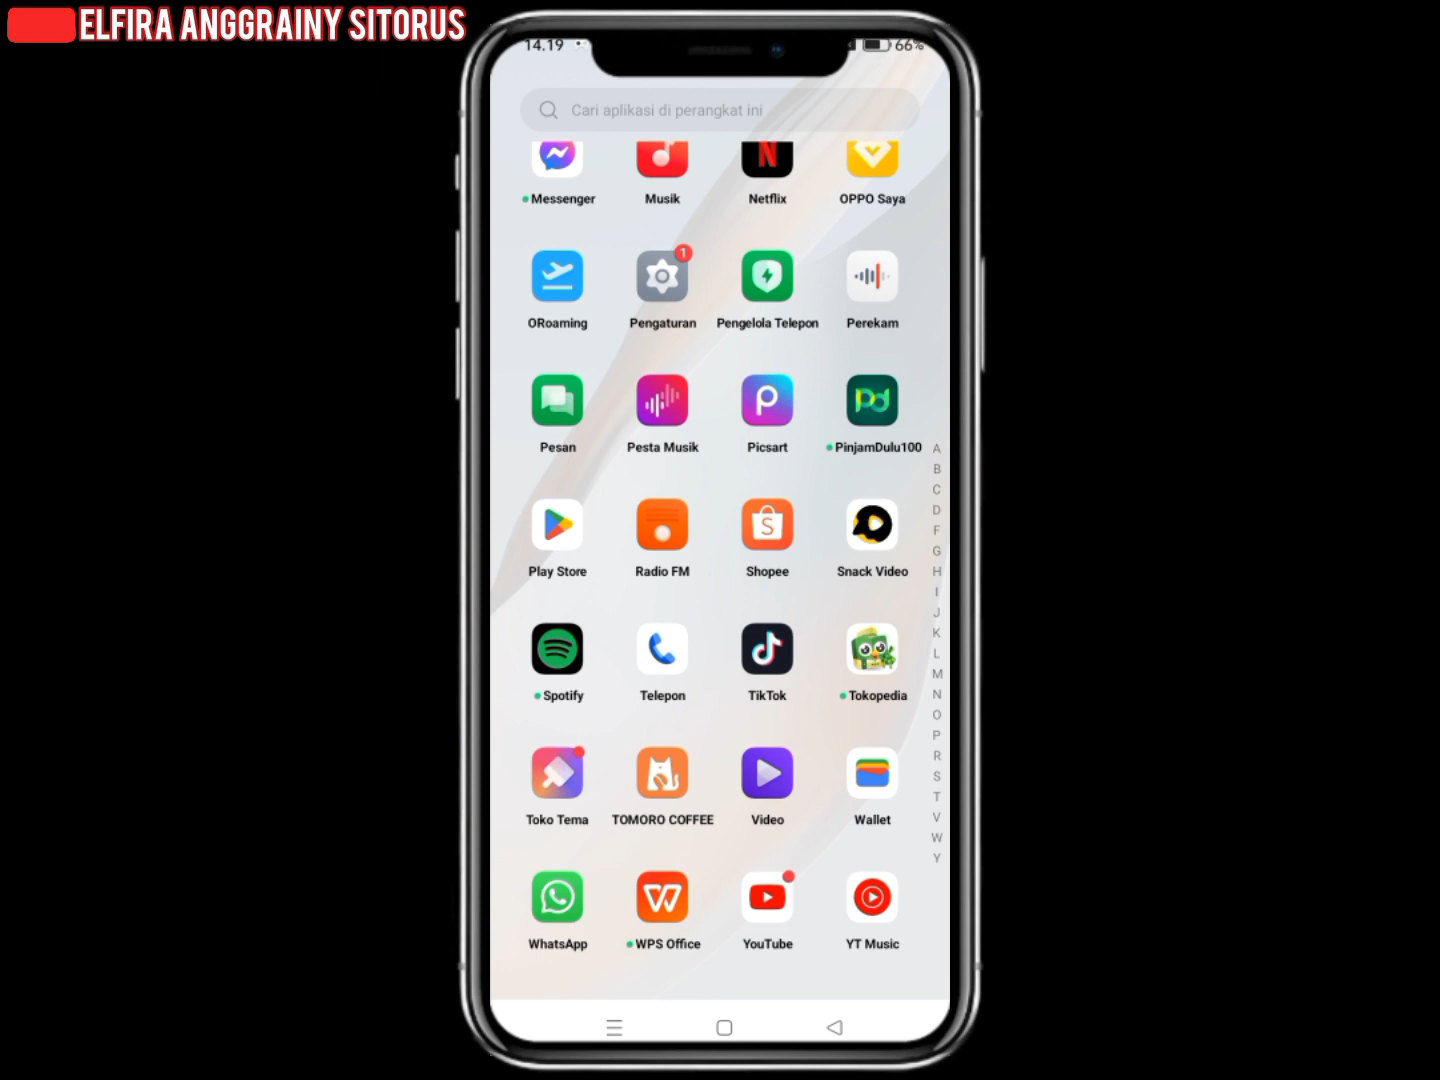 ELFIRA ANGGRAINY SITORUS
14.19 66%
Cari aplikasi di perangkat ini
Messenger Musik Netflix OPPO Saya
1
ORoaming Pengaturan Pengelola Telepon Perekam
Pesan Pesta Musik Picsart PinjamDulu100
Play Store Radio FM Shopee Snack Video
Spotify Telepon TikTok Tokopedia
Toko Tema TOMORO COFFEE Video Wallet
WhatsApp WPS Office YouTube YT Music
A
B
C
D
F
G
H
I
J
K
L
M
N
O
P
R
S
T
V
W
Y